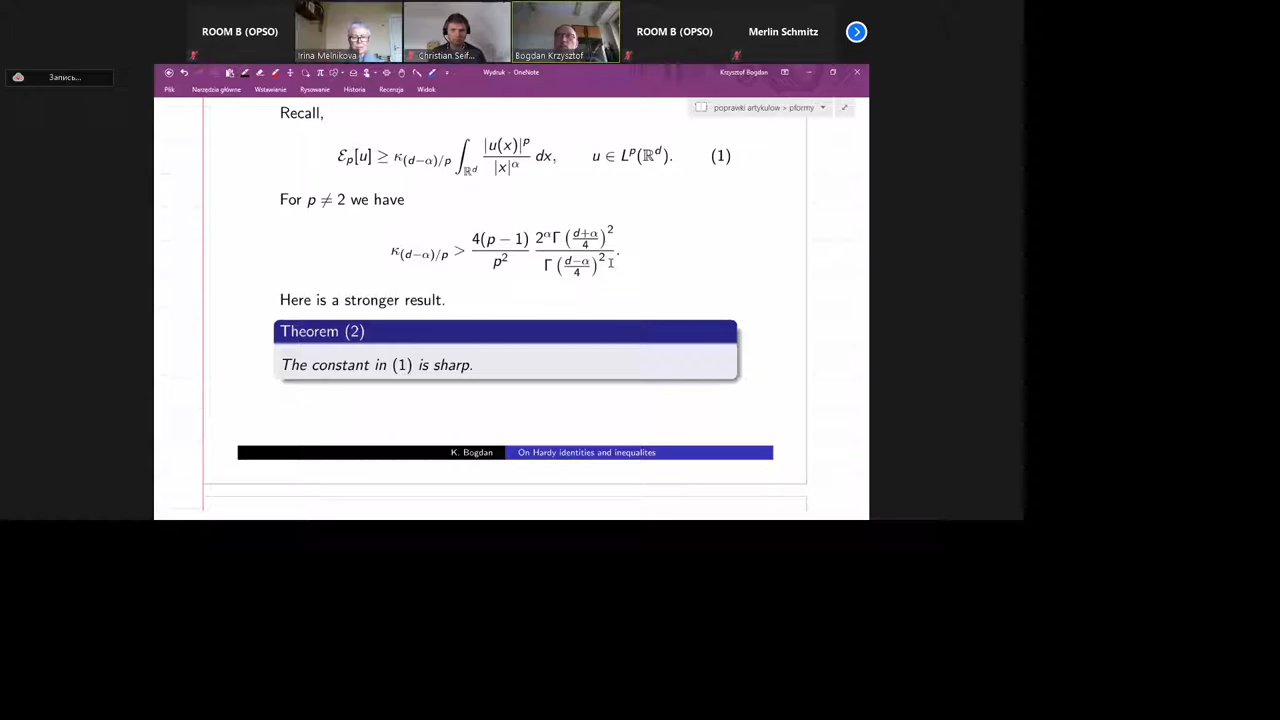 ROOM B (OPSO)
Irina Melnikova
Christian Seif...
Bogdan Krzysztof
ROOM B (OPSO)
Merlin Schmitz
Запись...
Wydruk – OneNote
Krzysztof Bogdan
Plik Narzędzia główne Wstawianie Rysowanie Historia Recenzja Widok
poprawki artykulow > pformy
Recall,
ℰ_p[u] ≥ κ_{(d−α)/p} ∫_{ℝ^d} |u(x)|^p / |x|^α dx, u ∈ L^p(ℝ^d). (1)
For p ≠ 2 we have
κ_{(d−α)/p} > 4(p − 1) / p² · 2^α Γ((d+α)/4)² / Γ((d−α)/4)².
Here is a stronger result.
Theorem (2)
The constant in (1) is sharp.
K. Bogdan On Hardy identities and inequalites